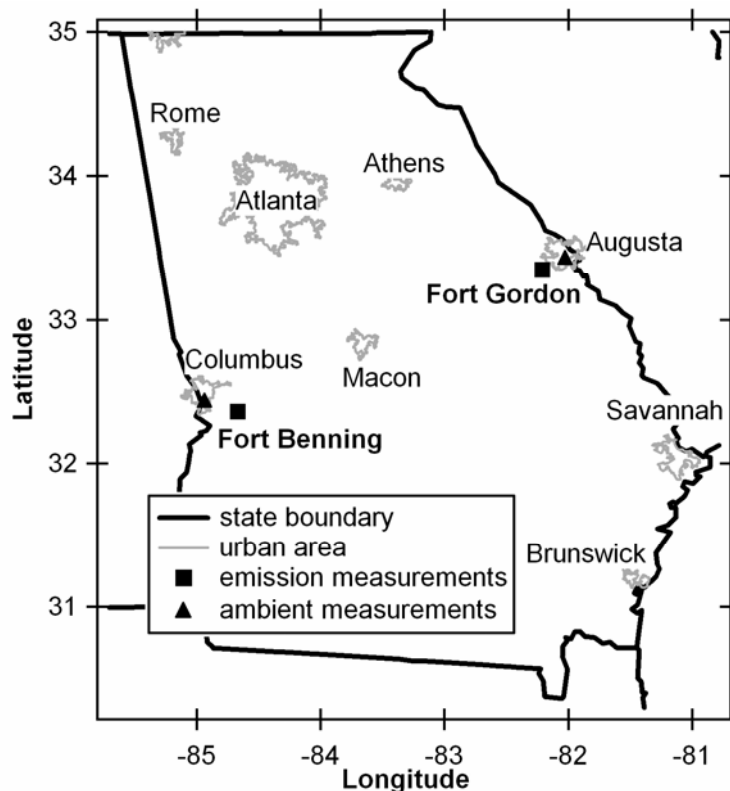 35
Rome
Athens
34
Atlanta
Augusta
Fort Gordon
33
Columbus
Macon
Latitude
Savannah
Fort Benning
32
state boundary
urban area
emission measurements
ambient measurements
Brunswick
31
-85
-84
-83
-82
-81
Longitude